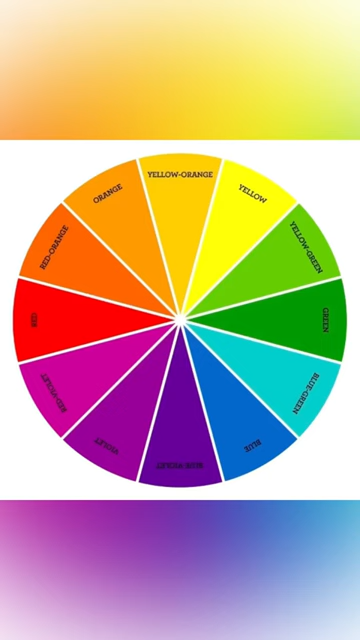 YELLOW-ORANGE
YELLOW
YELLOW-GREEN
GREEN
BLUE-GREEN
BLUE
BLUE-VIOLET
VIOLET
RED-VIOLET
RED
RED-ORANGE
ORANGE